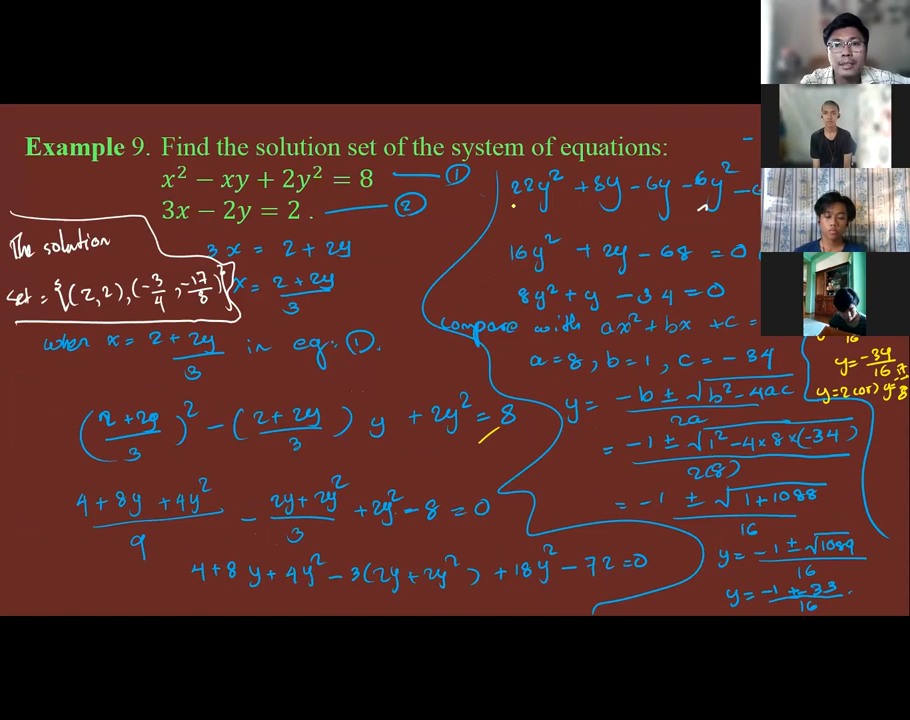 Example 9. Find the solution set of the system of equations:
x² − xy + 2y² = 8 ——— ①
3x − 2y = 2 . ——— ②
The solution
set = {(2,2), (-3/4, -17/8)}
3x = 2 + 2y
x = (2 + 2y)/3
when x = (2 + 2y)/3 in eq: ①.
((2+2y)/3)² − ((2+2y)/3) y + 2y² = 8
(4 + 8y + 4y²)/9 − (2y + 2y²)/3 + 2y² − 8 = 0
4 + 8y + 4y² − 3(2y + 2y²) + 18y² − 72 = 0
22y² + 8y − 6y − 6y² − 6
16y² + 2y − 68 = 0
8y² + y − 34 = 0
compare with ax² + bx + c =
a = 8, b = 1, c = − 34
y = (−b ± √(b² − 4ac))/2a
= (−1 ± √(1² − 4×8×(−34)))/2(8)
= (−1 ± √(1 + 1088))/16
y = (−1 ± √1089)/16
y = (−1 ± 33)/16
16
y = −34/16
y = 2 (or) y = 17/8